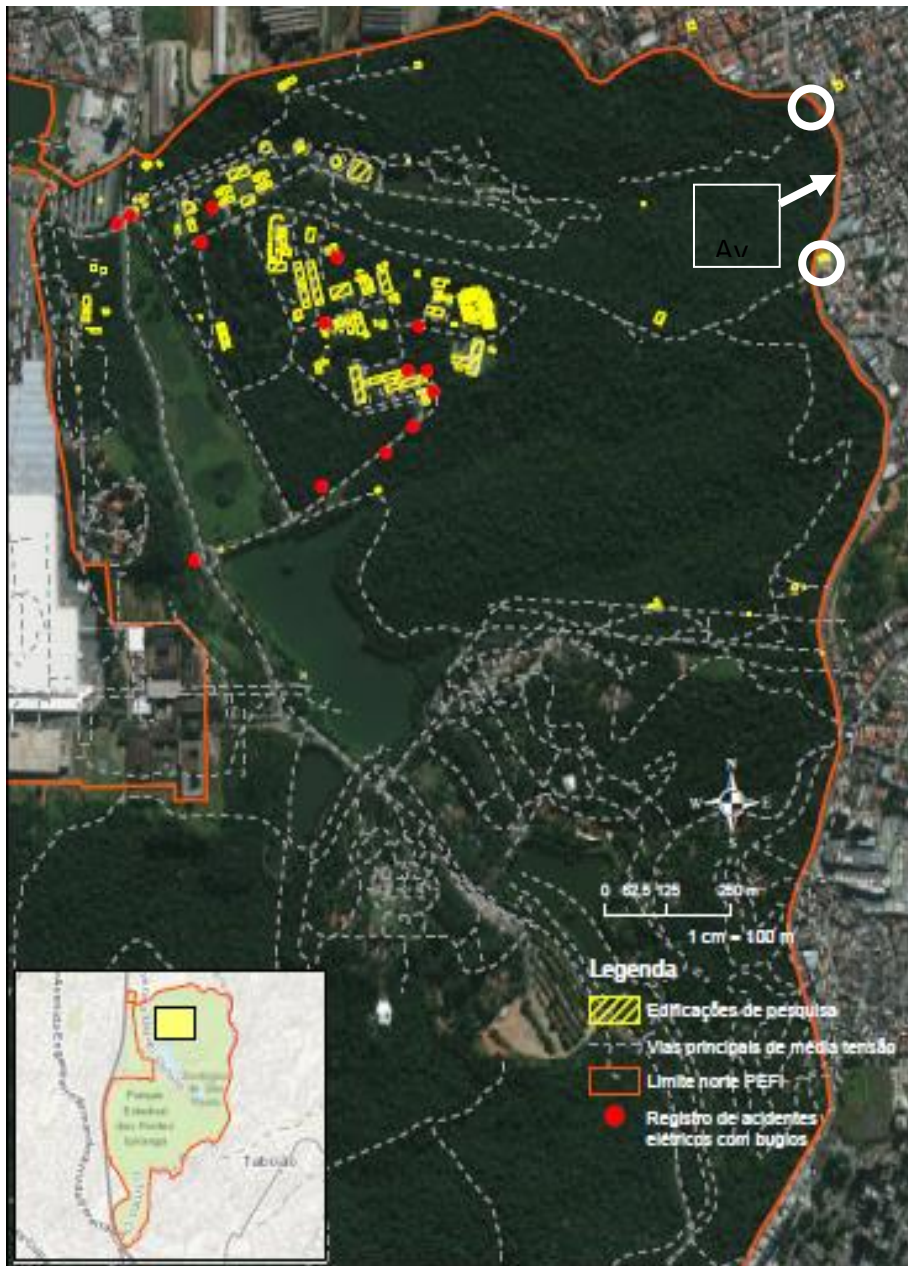 Av
N
W E
S
0 62,5 125 250 m
1 cm = 100 m
Legenda
Edificações de pesquisa
Vias principais de média tensão
Limite norte PEFI
Registro de acidentes
elétricos com bugios
Parque
Estadual
das Fontes
Ipiranga
Taboão